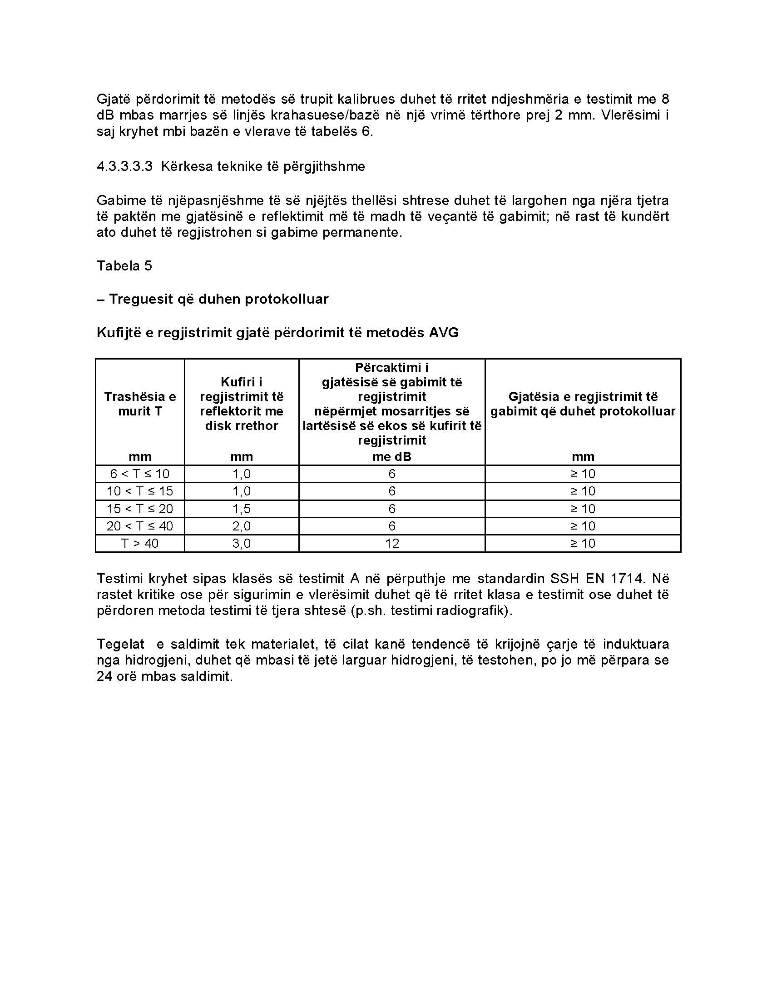 Gjatë përdorimit të metodës së trupit kalibrues duhet të rritet ndjeshmëria e testimit me 8
dB mbas marrjes së linjës krahasuese/bazë në një vrimë tërthore prej 2 mm. Vlerësimi i
saj kryhet mbi bazën e vlerave të tabelës 6.
4.3.3.3.3 Kërkesa teknike të përgjithshme
Gabime të njëpasnjëshme të së njëjtës thellësi shtrese duhet të largohen nga njëra tjetra
të paktën me gjatësinë e reflektimit më të madh të veçantë të gabimit; në rast të kundërt
ato duhet të regjistrohen si gabime permanente.
Tabela 5
– Treguesit që duhen protokolluar
Kufijtë e regjistrimit gjatë përdorimit të metodës AVG
Trashësia e
murit T
mm
Kufiri i
regjistrimit të
reflektorit me
disk rrethor
mm
Përcaktimi i
gjatësisë së gabimit të
regjistrimit
nëpërmjet mosarritjes së
lartësisë së ekos së kufirit të
regjistrimit
me dB
Gjatësia e regjistrimit të
gabimit që duhet protokolluar
mm
6 < T ≤ 10 1,0 6 ≥ 10
10 < T ≤ 15 1,0 6 ≥ 10
15 < T ≤ 20 1,5 6 ≥ 10
20 < T ≤ 40 2,0 6 ≥ 10
T > 40 3,0 12 ≥ 10
Testimi kryhet sipas klasës së testimit A në përputhje me standardin SSH EN 1714. Në
rastet kritike ose për sigurimin e vlerësimit duhet që të rritet klasa e testimit ose duhet të
përdoren metoda testimi të tjera shtesë (p.sh. testimi radiografik).
Tegelat e saldimit tek materialet, të cilat kanë tendencë të krijojnë çarje të induktuara
nga hidrogjeni, duhet që mbasi të jetë larguar hidrogjeni, të testohen, po jo më përpara se
24 orë mbas saldimit.